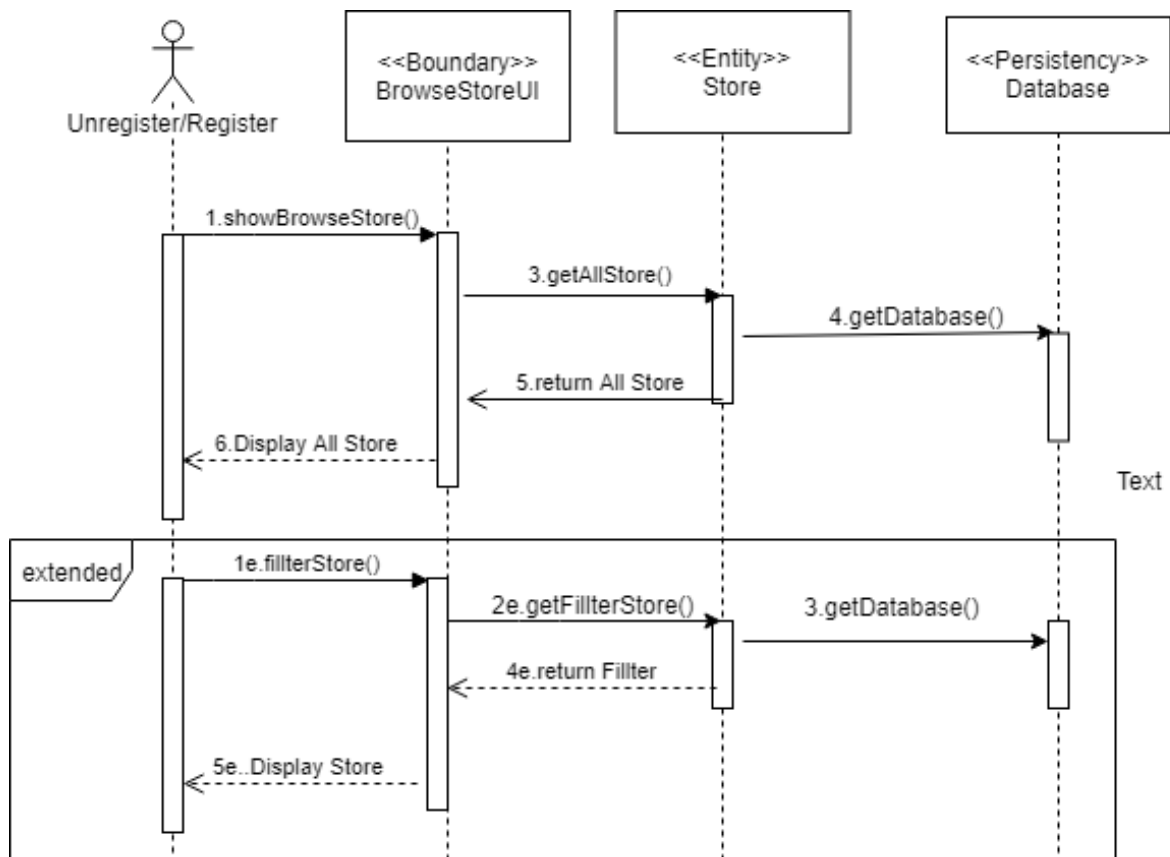 <<Boundary>>
BrowseStoreUI
<<Entity>>
Store
<<Persistency>>
Database
Unregister/Register
1.showBrowseStore()
3.getAllStore()
4.getDatabase()
5.return All Store
6.Display All Store
Text
extended
1e.fillterStore()
2e.getFillterStore()
3.getDatabase()
4e.return Fillter
5e..Display Store